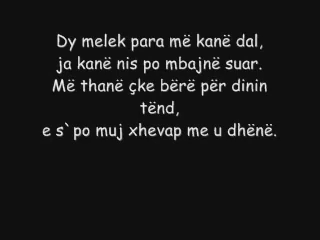 Dy melek para më kanë dal,
ja kanë nis po mbajnë suar.
Më thanë çke bërë për dinin
tënd,
e s`po muj xhevap me u dhënë.